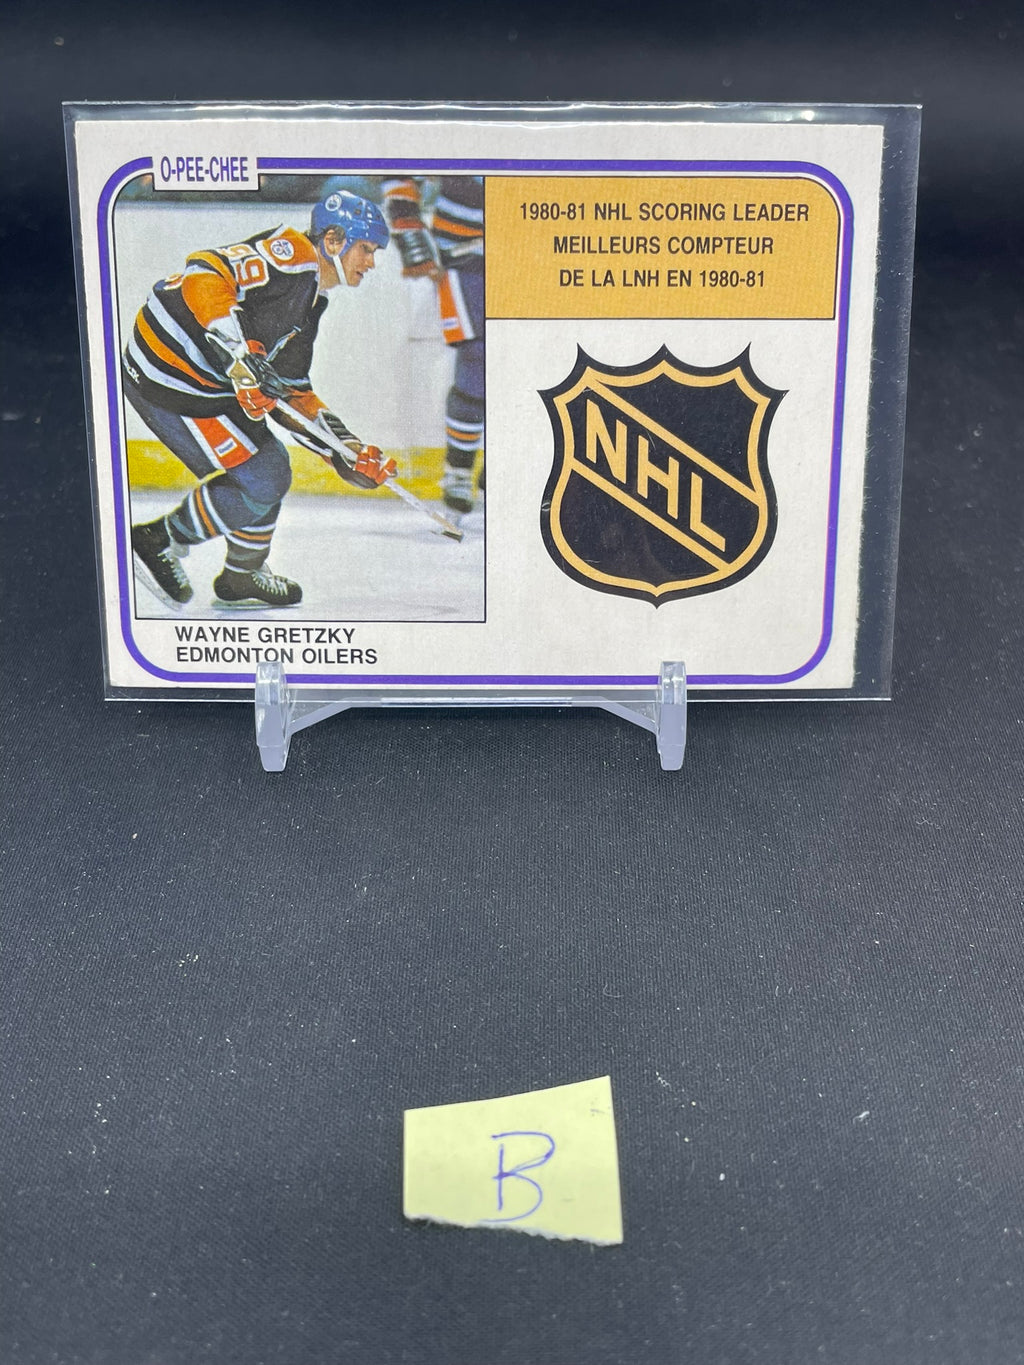 O-PEE-CHEE
1980-81 NHL SCORING LEADER
MEILLEURS COMPTEUR
DE LA LNH EN 1980-81
NHL
99
WAYNE GRETZKY
EDMONTON OILERS
B